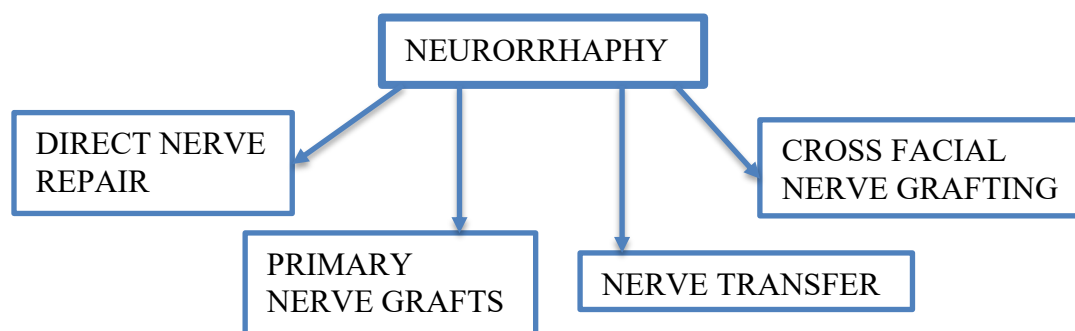 NEURORRHAPHY
DIRECT NERVE
REPAIR
PRIMARY
NERVE GRAFTS
NERVE TRANSFER
CROSS FACIAL
NERVE GRAFTING